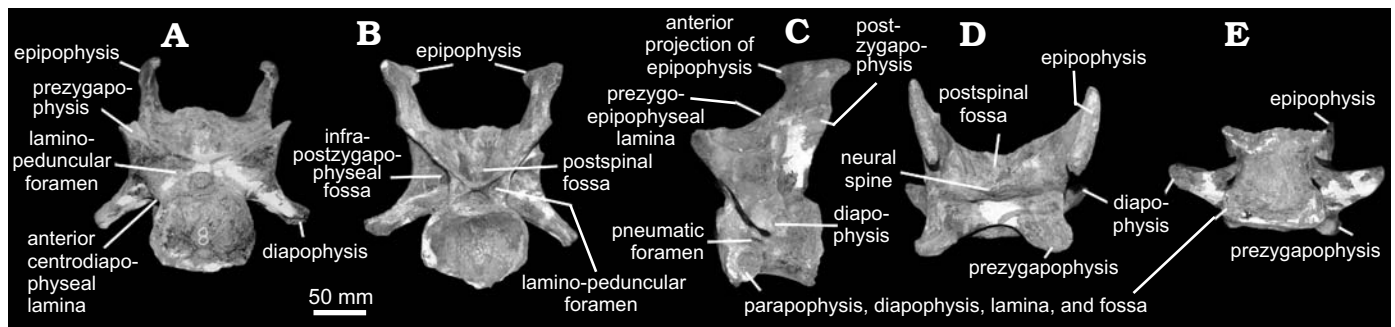 A
epipophysis
prezygapo-
physis
lamino-
peduncular
foramen
anterior
centrodiapo-
physeal
lamina
diapophysis
8
50 mm
B
epipophysis
infra-
postzygapo-
physeal
fossa
postspinal
fossa
lamino-peduncular
foramen
C
anterior
projection of
epipophysis
post-
zygapo-
physis
prezygo-
epipophyseal
lamina
diapo-
physis
pneumatic
foramen
parapophysis, diapophysis, lamina, and fossa
D
epipophysis
postspinal
fossa
neural
spine
diapo-
physis
prezygapophysis
E
epipophysis
prezygapophysis